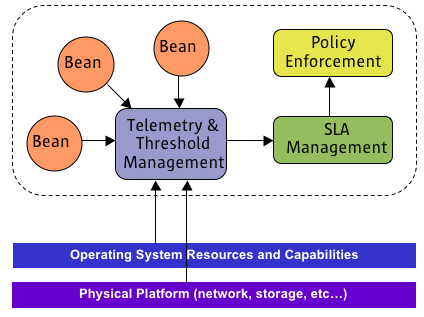 Bean
Bean
Bean
Policy
Enforcement
Telemetry &
Threshold
Management
SLA
Management
Operating System Resources and Capabilities
Physical Platform (network, storage, etc…)